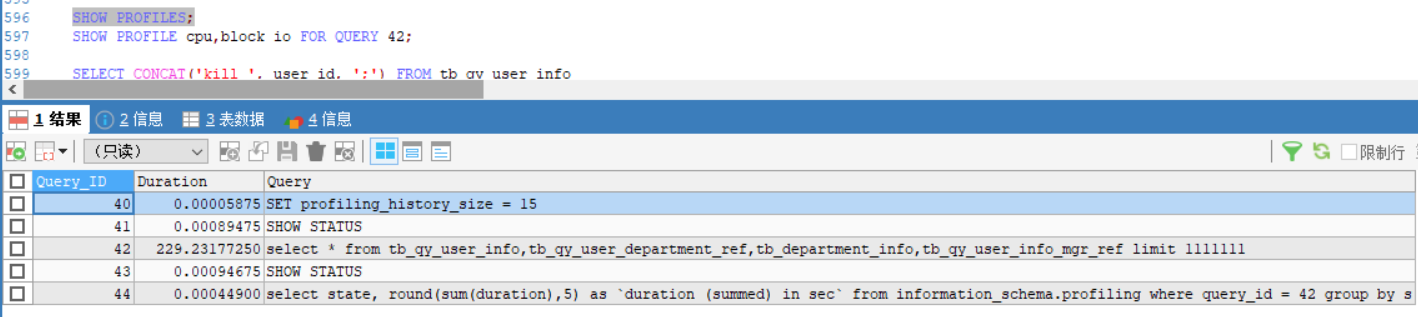 596 SHOW PROFILES;
597 SHOW PROFILE cpu,block io FOR QUERY 42;
598
599 SELECT CONCAT('kill ', user_id, ';') FROM tb_qy_user_info
1 结果 2 信息 3 表数据 4 信息
（只读） 限制行
Query_ID Duration Query
40 0.00005875 SET profiling_history_size = 15
41 0.00089475 SHOW STATUS
42 229.23177250 select * from tb_qy_user_info,tb_qy_user_department_ref,tb_department_info,tb_qy_user_info_mgr_ref limit 1111111
43 0.00094675 SHOW STATUS
44 0.00044900 select state, round(sum(duration),5) as `duration (summed) in sec` from information_schema.profiling where query_id = 42 group by s